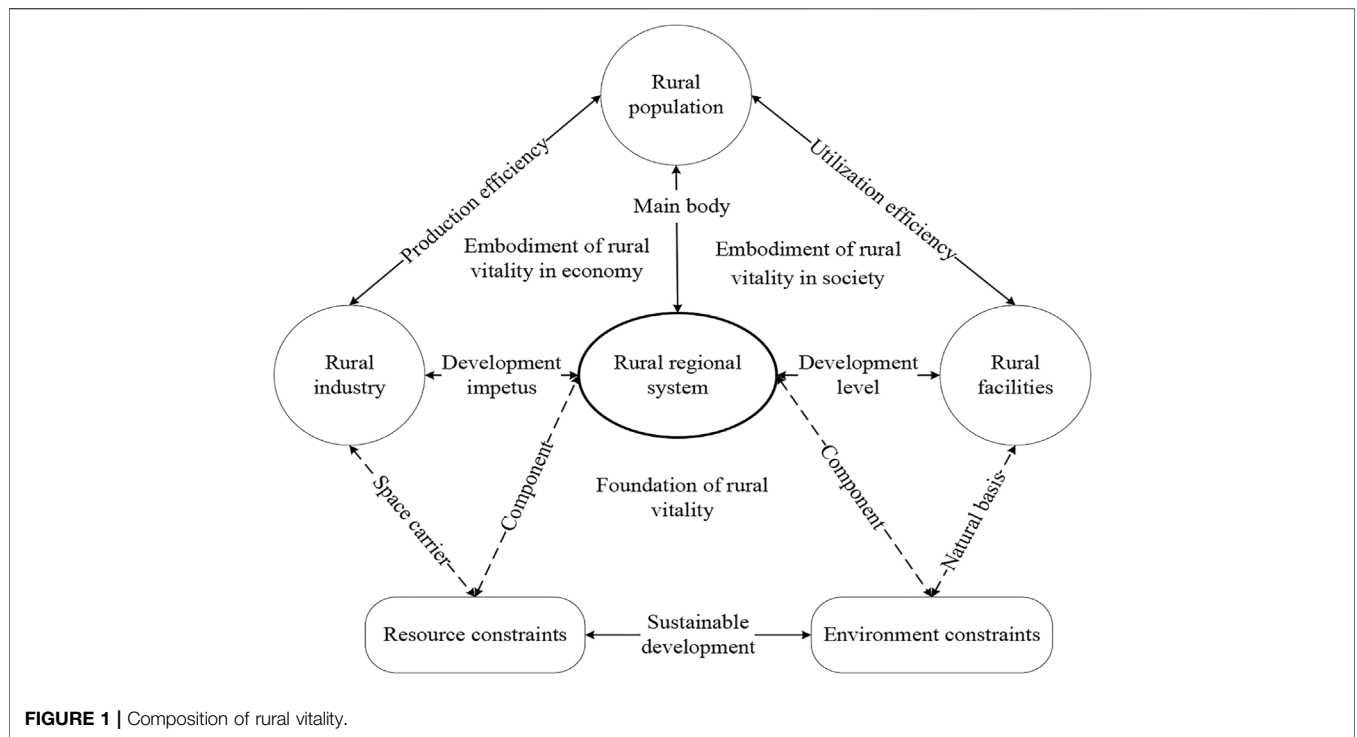 Rural
population
Production efficiency
Utilization efficiency
Main body
Embodiment of rural
vitality in economy
Embodiment of rural
vitality in society
Rural
industry
Development
impetus
Rural regional
system
Development
level
Rural
facilities
Space carrier
Component
Foundation of rural
vitality
Component
Natural basis
Resource constraints
Sustainable
development
Environment constraints
FIGURE 1 | Composition of rural vitality.